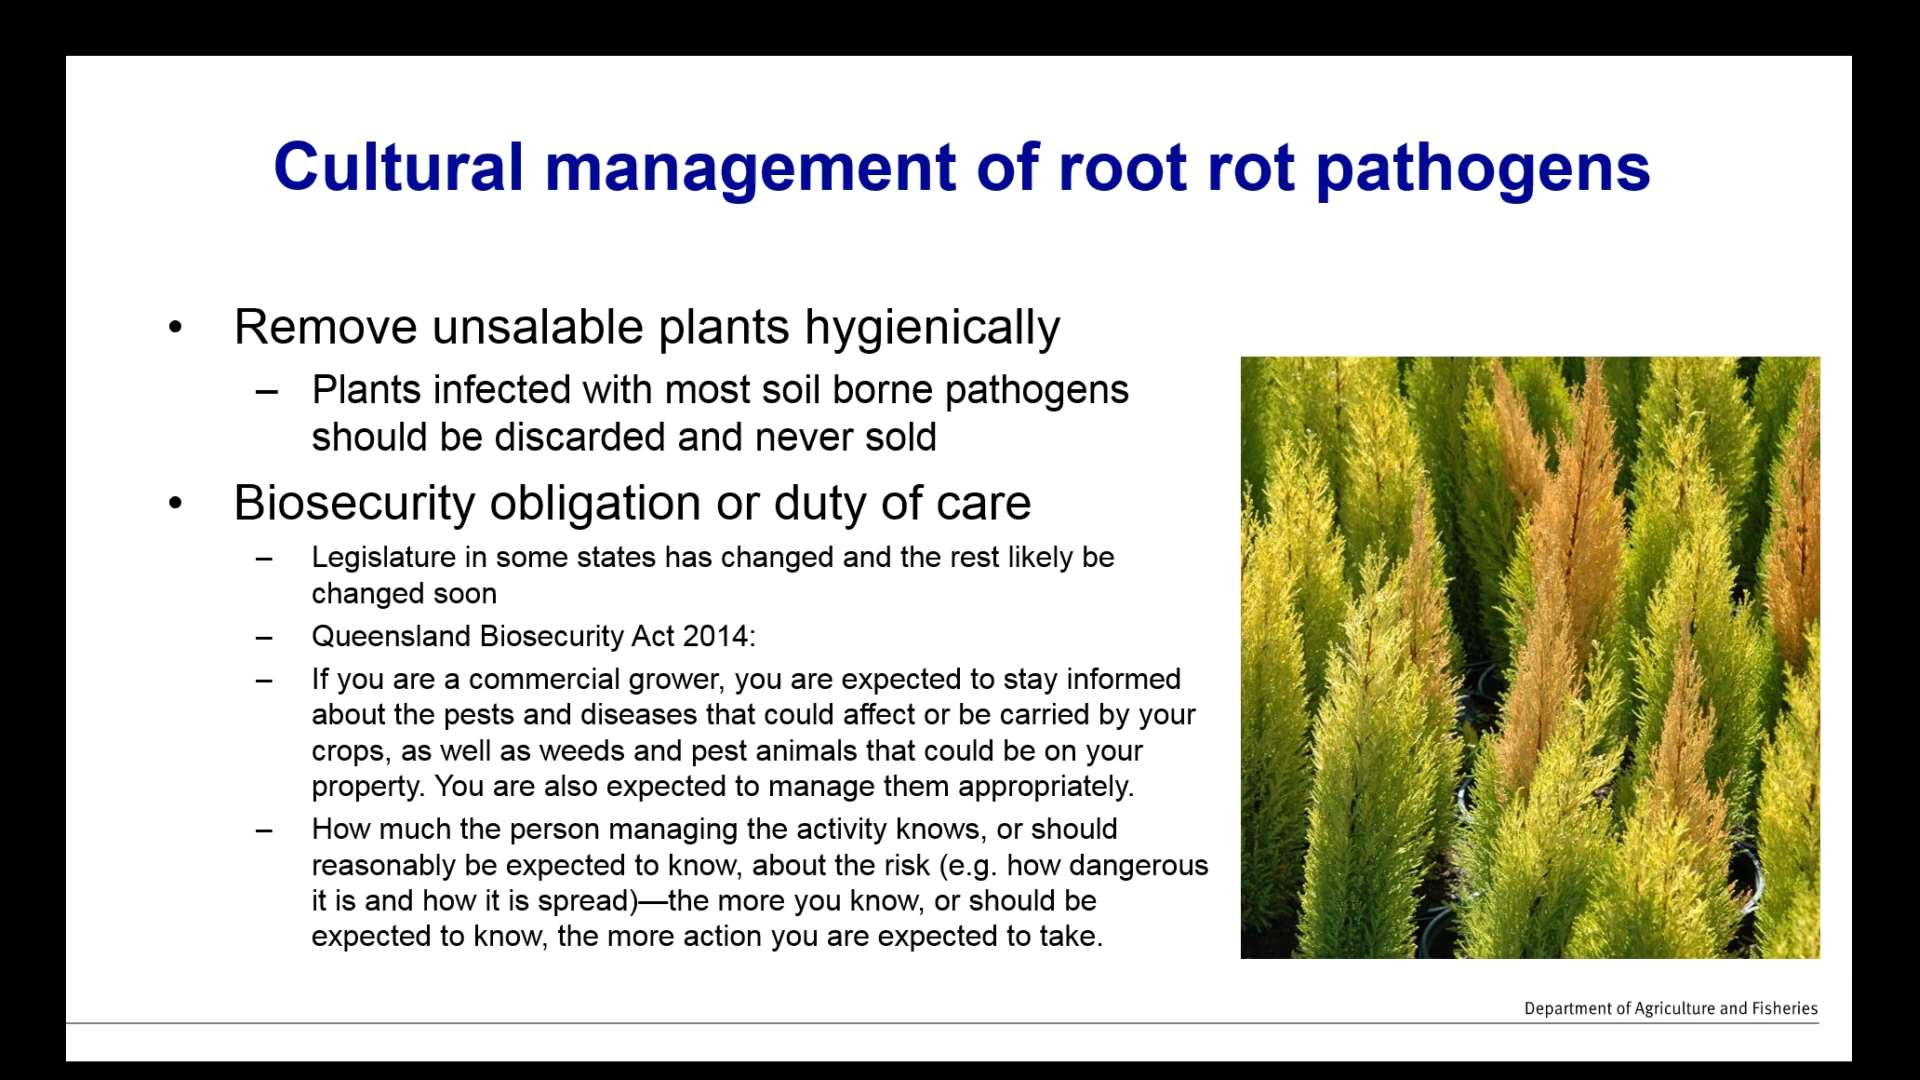 Cultural management of root rot pathogens
• Remove unsalable plants hygienically
– Plants infected with most soil borne pathogens
should be discarded and never sold
• Biosecurity obligation or duty of care
– Legislature in some states has changed and the rest likely be
changed soon
– Queensland Biosecurity Act 2014:
– If you are a commercial grower, you are expected to stay informed
about the pests and diseases that could affect or be carried by your
crops, as well as weeds and pest animals that could be on your
property. You are also expected to manage them appropriately.
– How much the person managing the activity knows, or should
reasonably be expected to know, about the risk (e.g. how dangerous
it is and how it is spread)—the more you know, or should be
expected to know, the more action you are expected to take.
Department of Agriculture and Fisheries